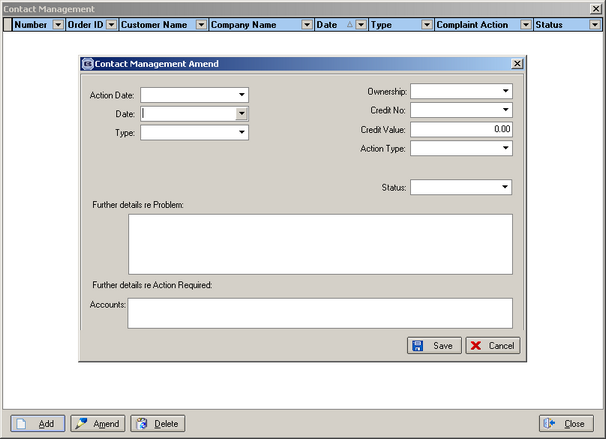 Contact Management
Number Order ID Customer Name Company Name Date Type Complaint Action Status
Contact Management Amend
Action Date:
Date:
Type:
Ownership:
Credit No:
Credit Value: 0.00
Action Type:
Status:
Further details re Problem:
Further details re Action Required:
Accounts:
Save Cancel
Add Amend Delete Close